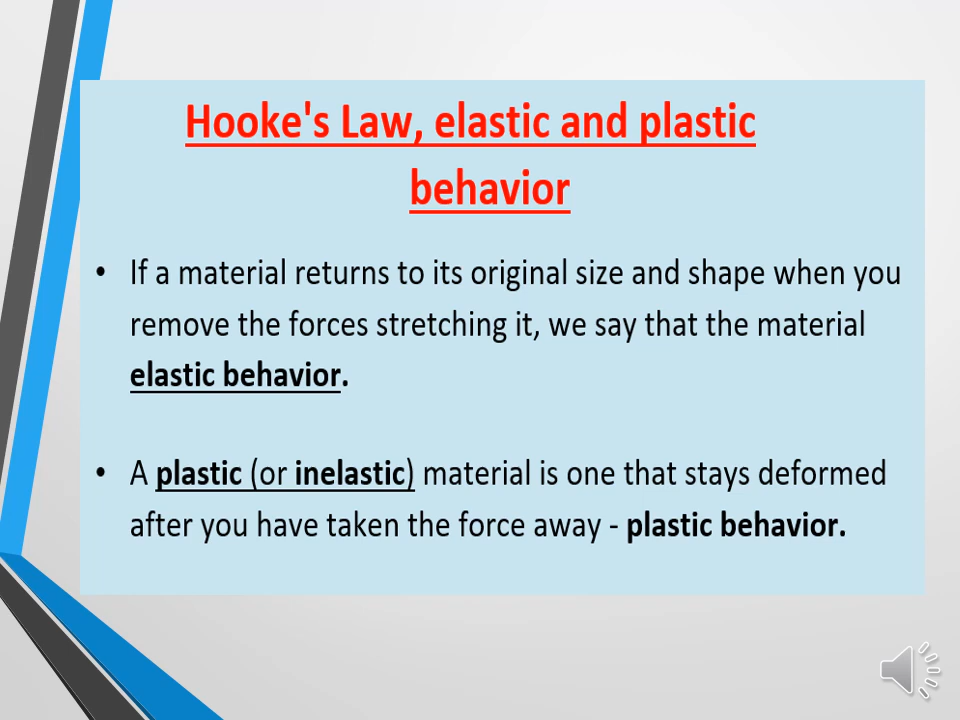 Hooke's Law, elastic and plastic
behavior
• If a material returns to its original size and shape when you
remove the forces stretching it, we say that the material
elastic behavior.
• A plastic (or inelastic) material is one that stays deformed
after you have taken the force away - plastic behavior.